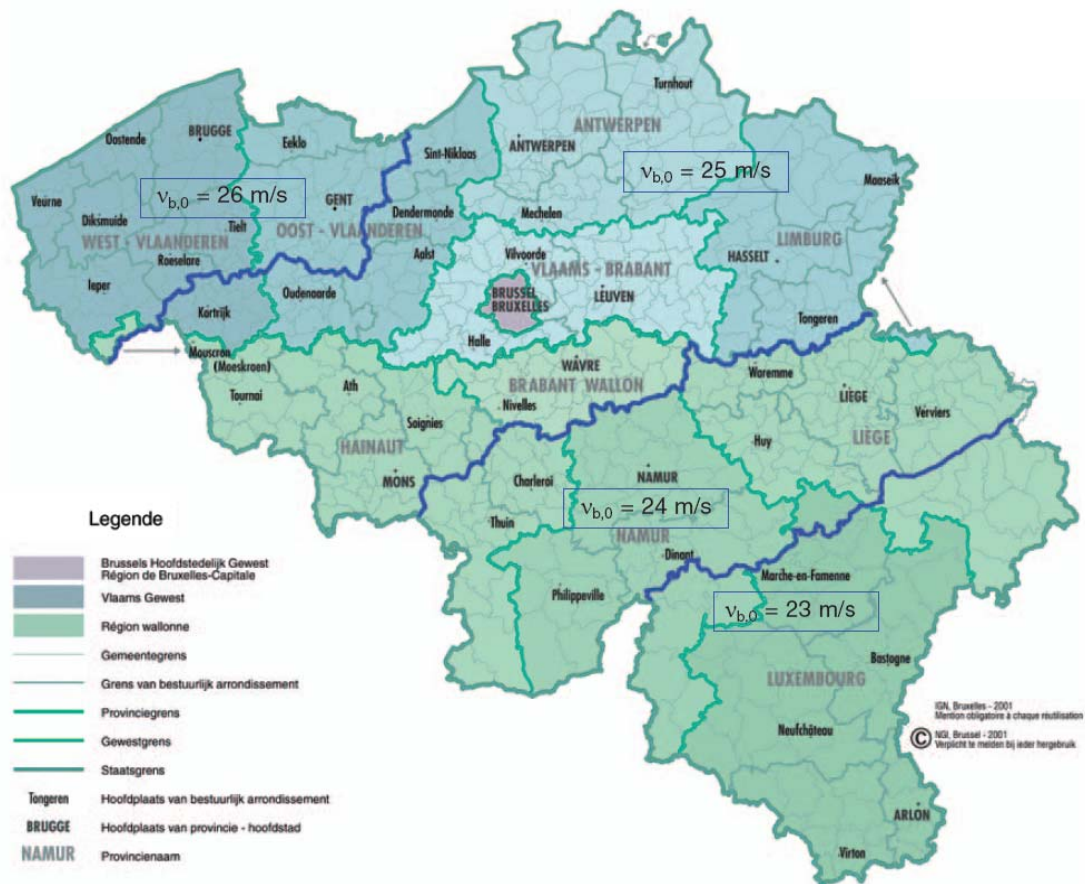 Turnhout
Oostende
BRUGGE
Eeklo
Sint-Niklaas
ANTWERPEN
ANTWERPEN
νb,0 = 25 m/s
Maaseik
Veurne
νb,0 = 26 m/s
GENT
Dendermonde
Mechelen
Diksmuide
Tielt
WEST - VLAANDEREN
OOST - VLAANDEREN
LIMBURG
Roeselare
Aalst
Vilvoorde
VLAAMS - BRABANT
HASSELT
Ieper
Oudenaarde
BRUSSEL
BRUXELLES
LEUVEN
Kortrijk
Tongeren
Halle
Mouscron
(Moeskroen)
WAVRE
Waremme
Ath
BRABANT WALLON
Tournai
LIÈGE
Nivelles
Verviers
Soignies
HAINAUT
Huy
LIÈGE
MONS
Charleroi
NAMUR
νb,0 = 24 m/s
Thuin
NAMUR
Dinant
Marche-en-Famenne
Philippeville
νb,0 = 23 m/s
Bastogne
LUXEMBOURG
Neufchâteau
ARLON
Virton
IGN, Bruxelles - 2001
Mention obligatoire à chaque réutilisation
© NGI, Brussel - 2001
Verplicht te melden bij ieder hergebruik
Legende
Brussels Hoofdstedelijk Gewest
Région de Bruxelles-Capitale
Vlaams Gewest
Région wallonne
Gemeentegrens
Grens van bestuurlijk arrondissement
Provinciegrens
Gewestgrens
Staatsgrens
Tongeren Hoofdplaats van bestuurlijk arrondissement
BRUGGE Hoofdplaats van provincie - hoofdstad
NAMUR Provincienaam